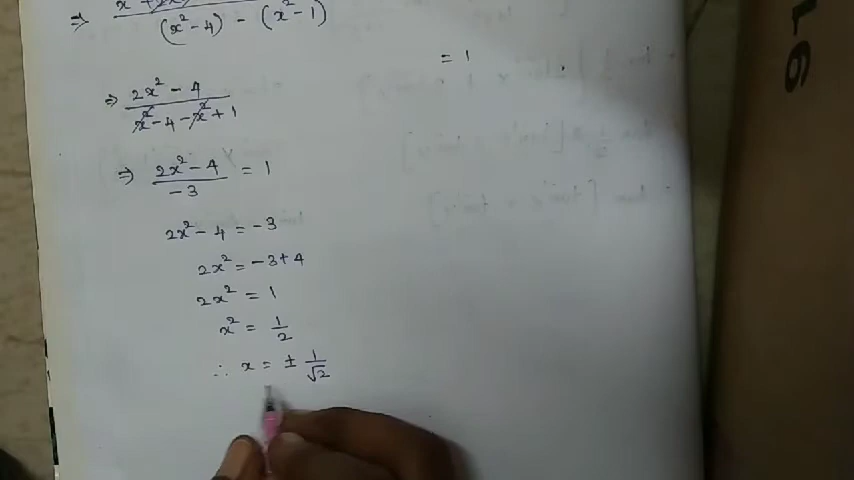 ⇒ (x²-4) - (x²-1)
= 1
⇒ 2x² - 4 / x² - 4 - x² + 1
⇒ 2x² - 4 / -3 = 1
2x² - 4 = -3
2x² = -3 + 4
2x² = 1
x² = 1/2
∴ x = ± 1/√2